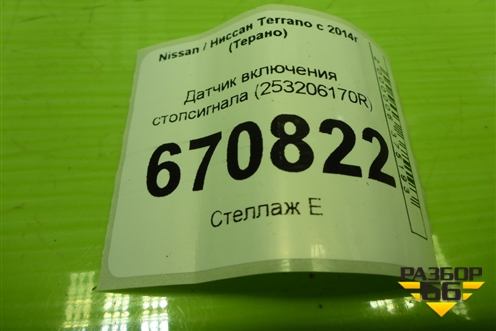 Nissan / Ниссан Terrano с 2014г
(Терано)
Датчик включения
стопсигнала (253206170R)
670822
Стеллаж Е
РАЗБОР
66